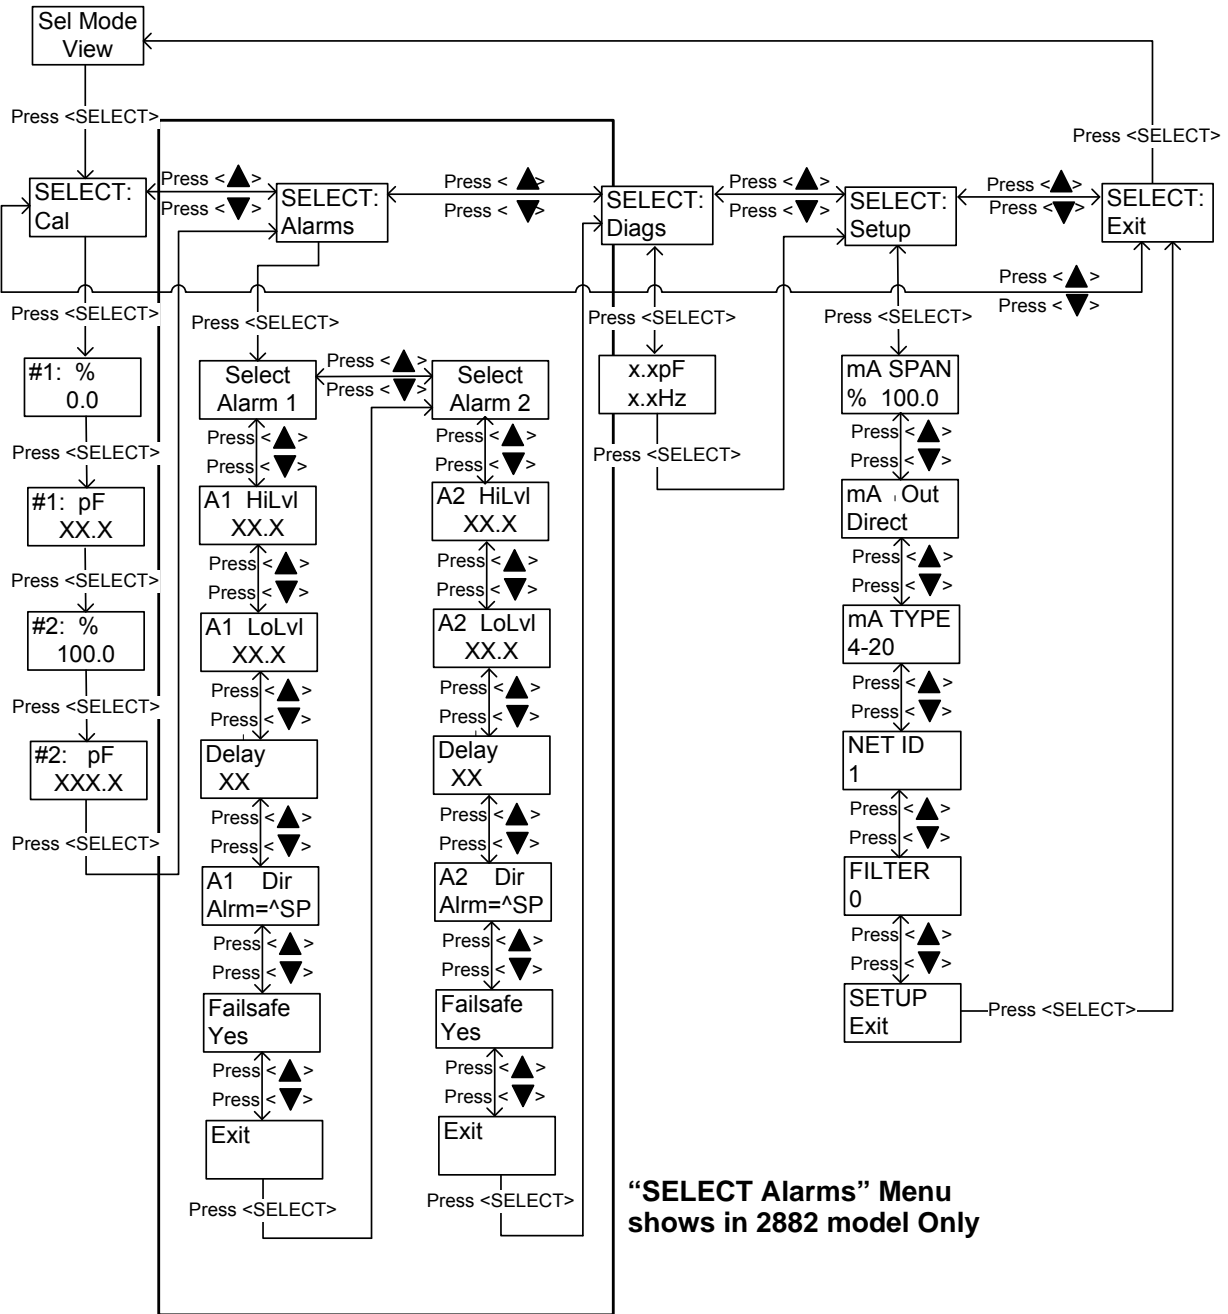 Sel Mode
View
Press <SELECT>
Press <SELECT>
SELECT:
Cal
Press <▲>
Press <▼>
SELECT:
Alarms
Press < ▲>
Press < ▼>
SELECT:
Diags
Press <▲>
Press <▼>
SELECT:
Setup
Press <▲>
Press <▼>
SELECT:
Exit
Press <▲>
Press <▼>
Press <SELECT>
#1: %
0.0
Press <SELECT>
#1: pF
XX.X
Press <SELECT>
#2: %
100.0
Press <SELECT>
#2: pF
XXX.X
Press <SELECT>
Press <SELECT>
Select
Alarm 1
Press <▲>
Press <▼>
Select
Alarm 2
Press <▲>
Press <▼>
A1 HiLvl
XX.X
Press <▲>
Press <▼>
A1 LoLvl
XX.X
Press <▲>
Press <▼>
Delay
XX
Press <▲>
Press <▼>
A1 Dir
Alrm=^SP
Press <▲>
Press <▼>
Failsafe
Yes
Press <▲>
Press <▼>
Exit
Press <SELECT>
Press <▲>
Press <▼>
A2 HiLvl
XX.X
Press <▲>
Press <▼>
A2 LoLvl
XX.X
Press <▲>
Press <▼>
Delay
XX
Press <▲>
Press <▼>
A2 Dir
Alrm=^SP
Press <▲>
Press <▼>
Failsafe
Yes
Press <▲>
Press <▼>
Exit
Press <SELECT>
Press <SELECT>
x.xpF
x.xHz
Press <SELECT>
Press <SELECT>
mA SPAN
% 100.0
Press <▲>
Press <▼>
mA Out
Direct
Press <▲>
Press <▼>
mA TYPE
4-20
Press <▲>
Press <▼>
NET ID
1
Press <▲>
Press <▼>
FILTER
0
Press <▲>
Press <▼>
SETUP
Exit
Press <SELECT>
“SELECT Alarms” Menu
shows in 2882 model Only